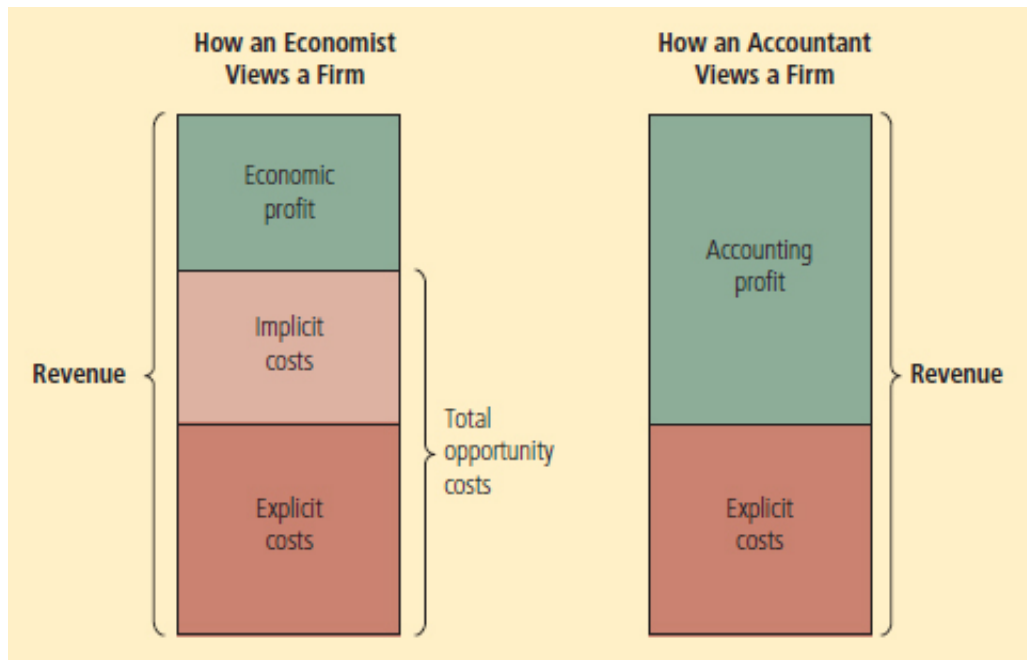 How an Economist
Views a Firm
How an Accountant
Views a Firm
Economic
profit
Accounting
profit
Implicit
costs
Revenue
Revenue
Total
opportunity
costs
Explicit
costs
Explicit
costs